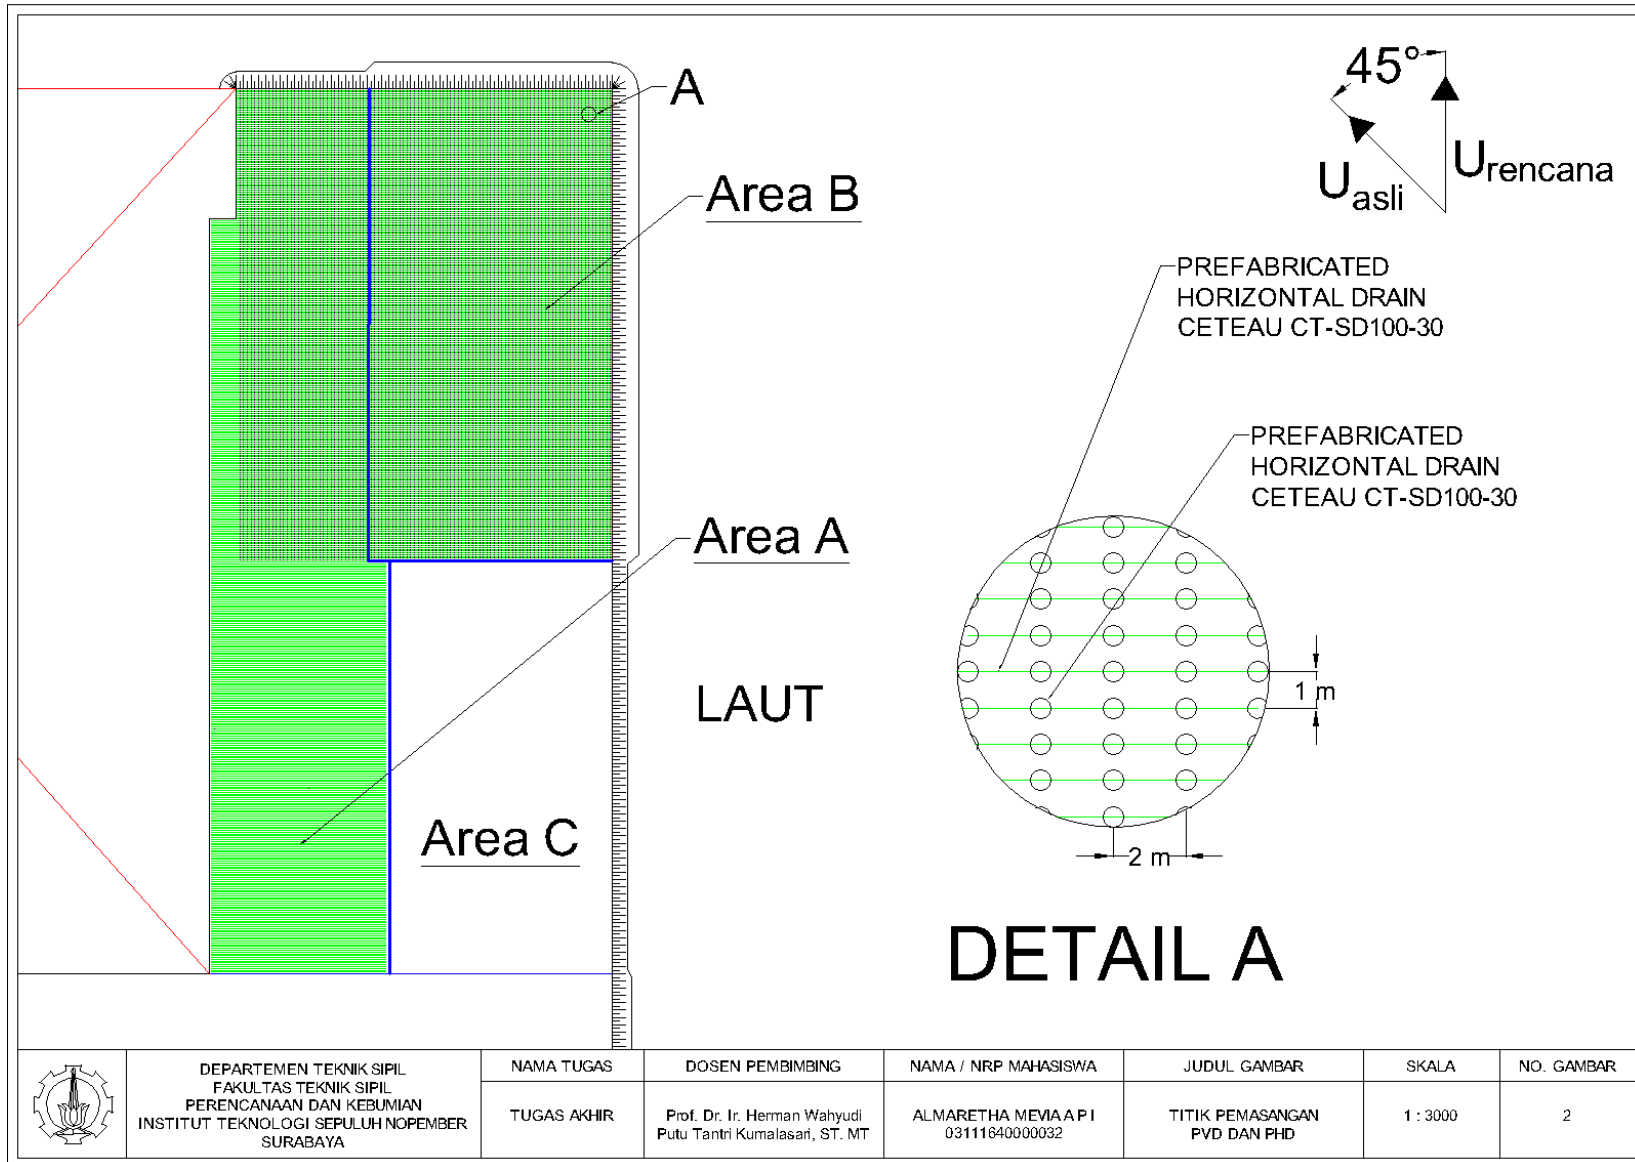 A
Area B
Area A
LAUT
Area C
45°
Uasli
Urencana
PREFABRICATED
HORIZONTAL DRAIN
CETEAU CT-SD100-30
PREFABRICATED
HORIZONTAL DRAIN
CETEAU CT-SD100-30
1 m
2 m
DETAIL A
DEPARTEMEN TEKNIK SIPIL
FAKULTAS TEKNIK SIPIL
PERENCANAAN DAN KEBUMIAN
INSTITUT TEKNOLOGI SEPULUH NOPEMBER
SURABAYA
NAMA TUGAS
TUGAS AKHIR
DOSEN PEMBIMBING
Prof. Dr. Ir. Herman Wahyudi
Putu Tantri Kumalasari, ST. MT
NAMA / NRP MAHASISWA
ALMARETHA MEVIA A P I
03111640000032
JUDUL GAMBAR
TITIK PEMASANGAN
PVD DAN PHD
SKALA
1 : 3000
NO. GAMBAR
2